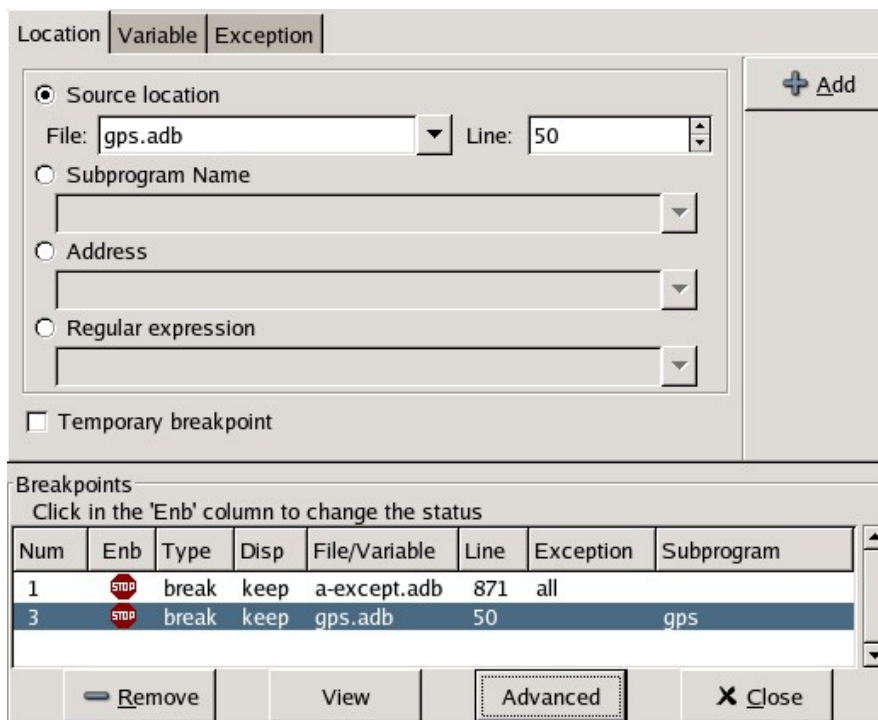 Location Variable Exception
Source location
Add
File: gps.adb Line: 50
Subprogram Name
Address
Regular expression
Temporary breakpoint
Breakpoints
Click in the 'Enb' column to change the status
Num Enb Type Disp File/Variable Line Exception Subprogram
1 STOP break keep a-except.adb 871 all
3 STOP break keep gps.adb 50 gps
Remove View Advanced Close